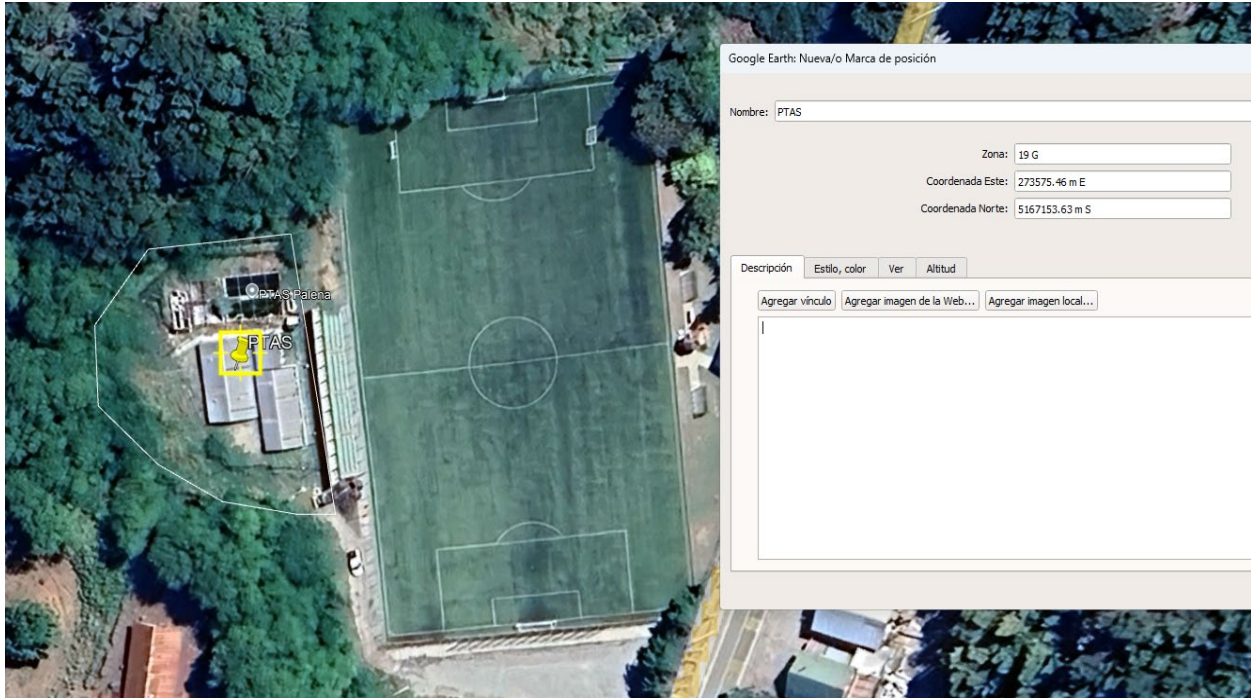 Google Earth: Nueva/o Marca de posición
Nombre: PTAS
Zona: 19 G
Coordenada Este: 273575.46 m E
Coordenada Norte: 5167153.63 m S
Descripción Estilo, color Ver Altitud
Agregar vínculo Agregar imagen de la Web... Agregar imagen local...
PTAS Palena
PTAS